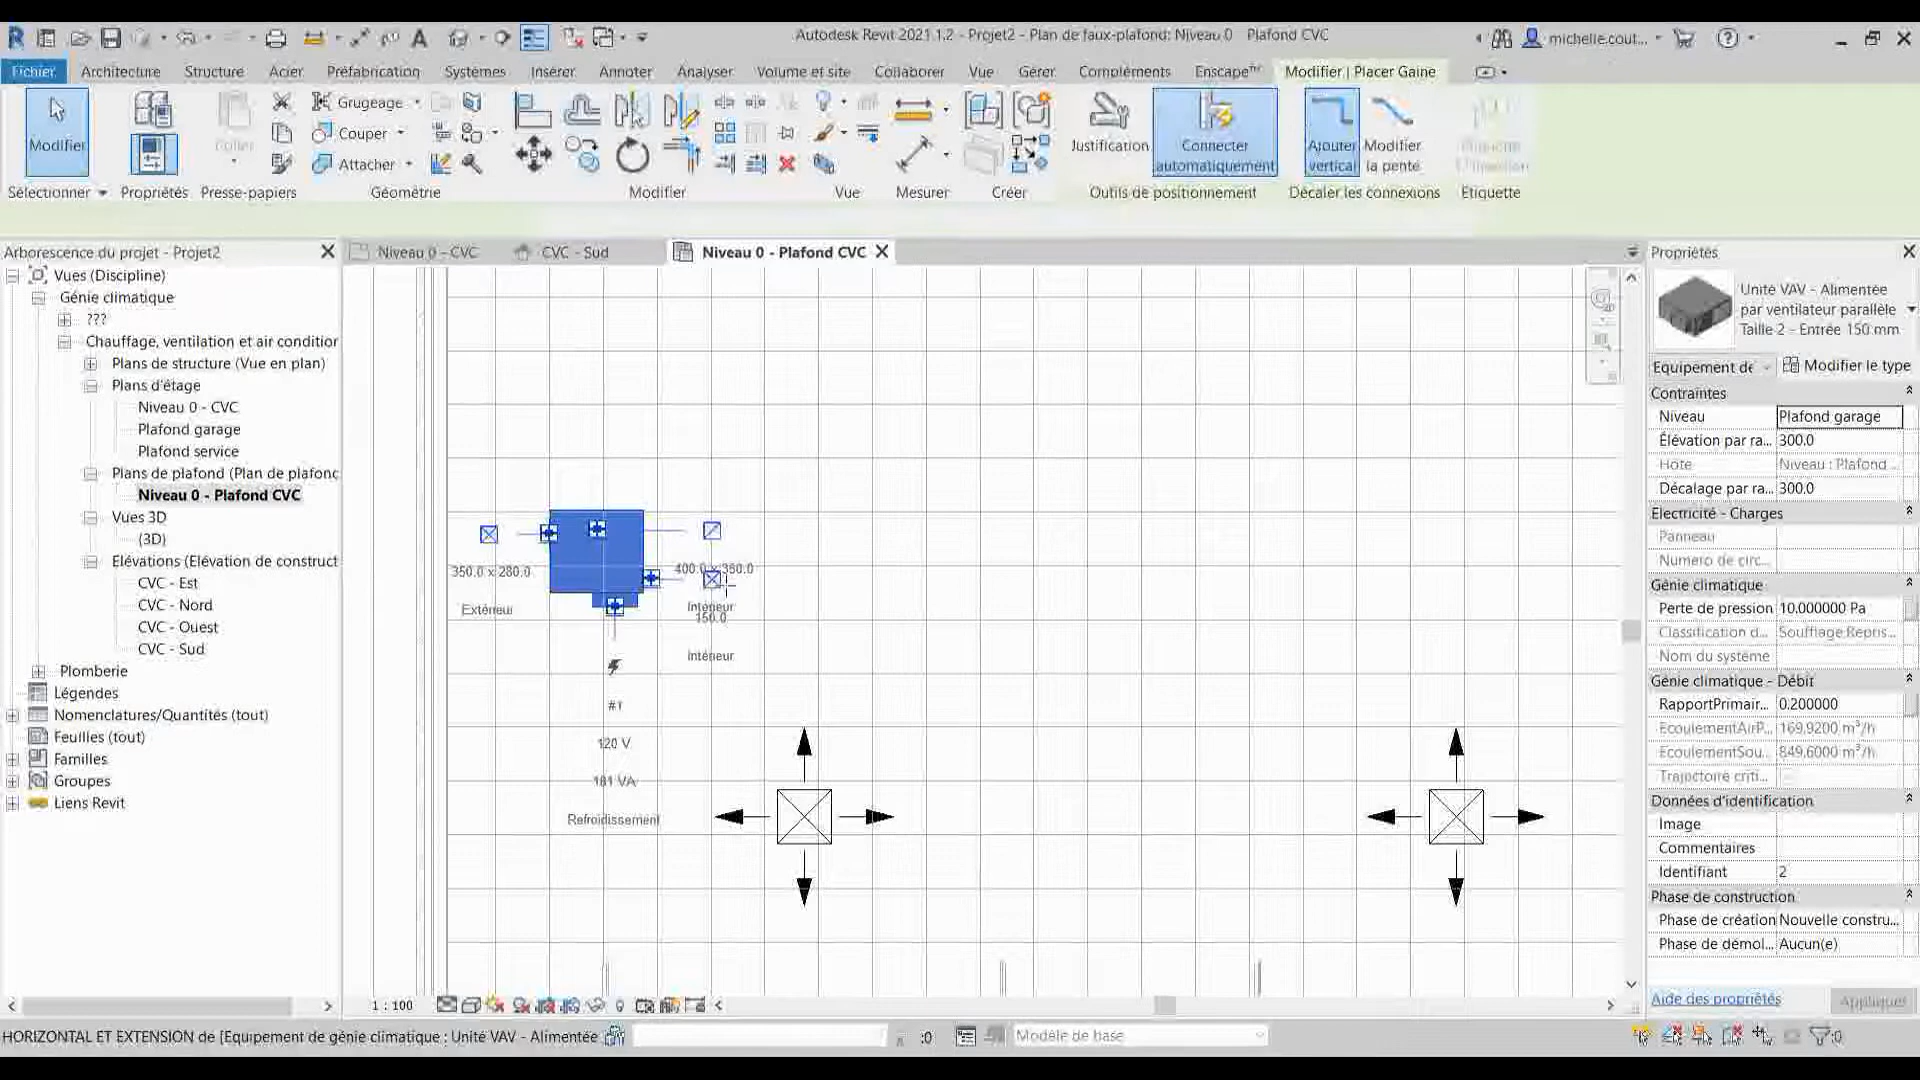 Autodesk Revit 2021.1.2 - Projet2 - Plan de faux-plafond: Niveau 0 Plafond CVC
michelle.cout...
Fichier Architecture Structure Acier Préfabrication Systèmes Insérer Annoter Analyser Volume et site Collaborer Vue Gérer Compléments Enscape™ Modifier | Placer Gaine
Modifier
Coller
Grugeage
Couper
Attacher
Justification
Connecter
automatiquement
Ajouter
vertical
Modifier
la pente
Sélectionner Propriétés Presse-papiers Géométrie Modifier Vue Mesurer Créer Outils de positionnement Décaler les connexions Etiquette
Arborescence du projet - Projet2
Niveau 0 - CVC
CVC - Sud
Niveau 0 - Plafond CVC
Vues (Discipline)
Génie climatique
???
Chauffage, ventilation et air condition
Plans de structure (Vue en plan)
Plans d'étage
Niveau 0 - CVC
Plafond garage
Plafond service
Plans de plafond (Plan de plafond
Niveau 0 - Plafond CVC
Vues 3D
(3D)
Elévations (Elévation de construct
CVC - Est
CVC - Nord
CVC - Ouest
CVC - Sud
Plomberie
Légendes
Nomenclatures/Quantités (tout)
Feuilles (tout)
Familles
Groupes
Liens Revit
350.0 x 280.0
Extérieur
400.0 x 350.0
Intérieur
150.0
Intérieur
#1
120 V
181 VA
Refroidissement
Propriétés
Unité VAV - Alimentée
par ventilateur parallèle
Taille 2 - Entrée 150 mm
Equipement de
Modifier le type
Contraintes
Niveau Plafond garage
Élévation par ra... 300.0
Hôte Niveau : Plafond ...
Décalage par ra... 300.0
Electricité - Charges
Panneau
Numéro de circ...
Génie climatique
Perte de pression 10.000000 Pa
Classification d... Soufflage,Repris...
Nom du système
Génie climatique - Débit
RapportPrimair... 0.200000
EcoulementAirP... 169.9200 m³/h
EcoulementSou... 849.6000 m³/h
Trajectoire criti...
Données d'identification
Image
Commentaires
Identifiant 2
Phase de construction
Phase de création Nouvelle constru...
Phase de démol... Aucun(e)
Aide des propriétés
Appliquer
1 : 100
HORIZONTAL ET EXTENSION de [Equipement de génie climatique : Unité VAV - Alimentée
:0
Modèle de base
:0